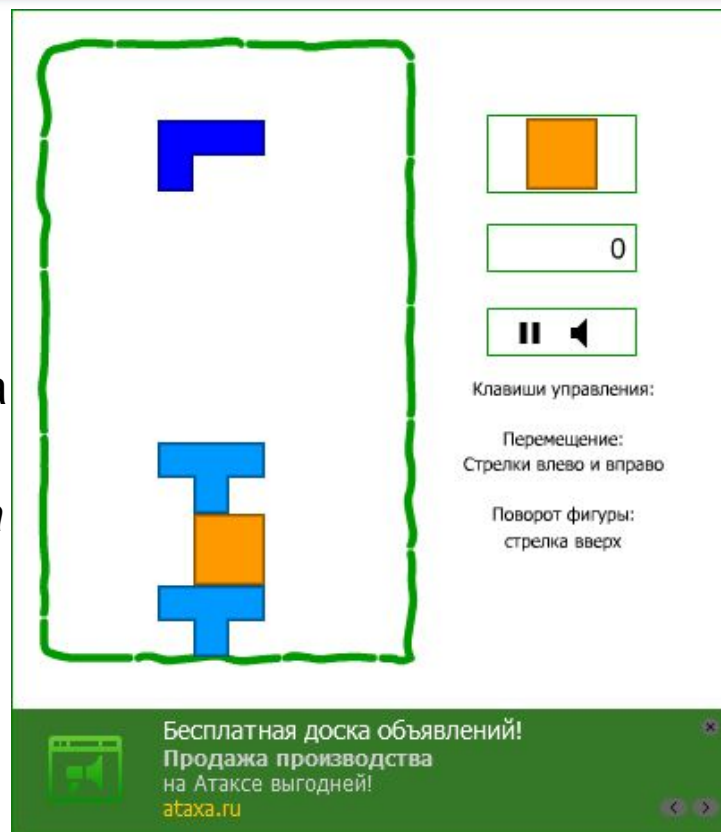 0
а
Клавиши управления:
Перемещение:
Стрелки влево и вправо
Поворот фигуры:
стрелка вверх
Бесплатная доска объявлений!
Продажа производства
на Атаксе выгодней!
ataxa.ru